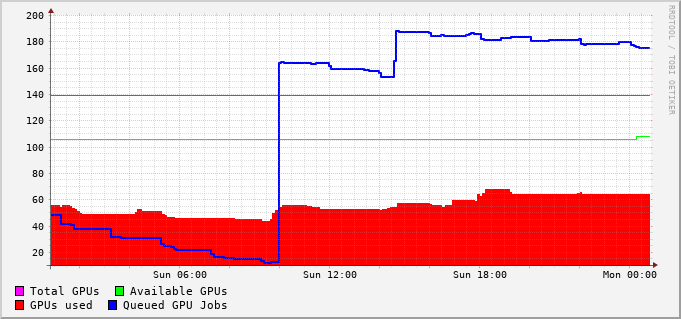 RRDTOOL / TOBI OETIKER
200
180
160
140
120
100
80
60
40
20
Sun 06:00 Sun 12:00 Sun 18:00 Mon 00:00
Total GPUs Available GPUs
GPUs used Queued GPU Jobs